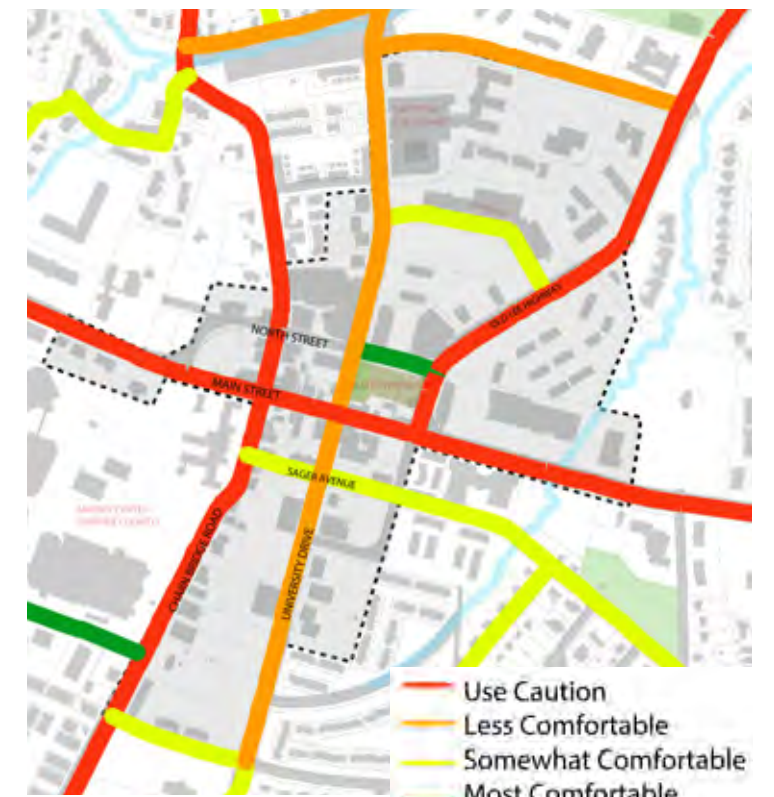 NORTH STREET
OLD LEE HIGHWAY
MAIN STREET
SAGER AVENUE
CHAIN BRIDGE ROAD
UNIVERSITY DRIVE
Use Caution
Less Comfortable
Somewhat Comfortable
Most Comfortable